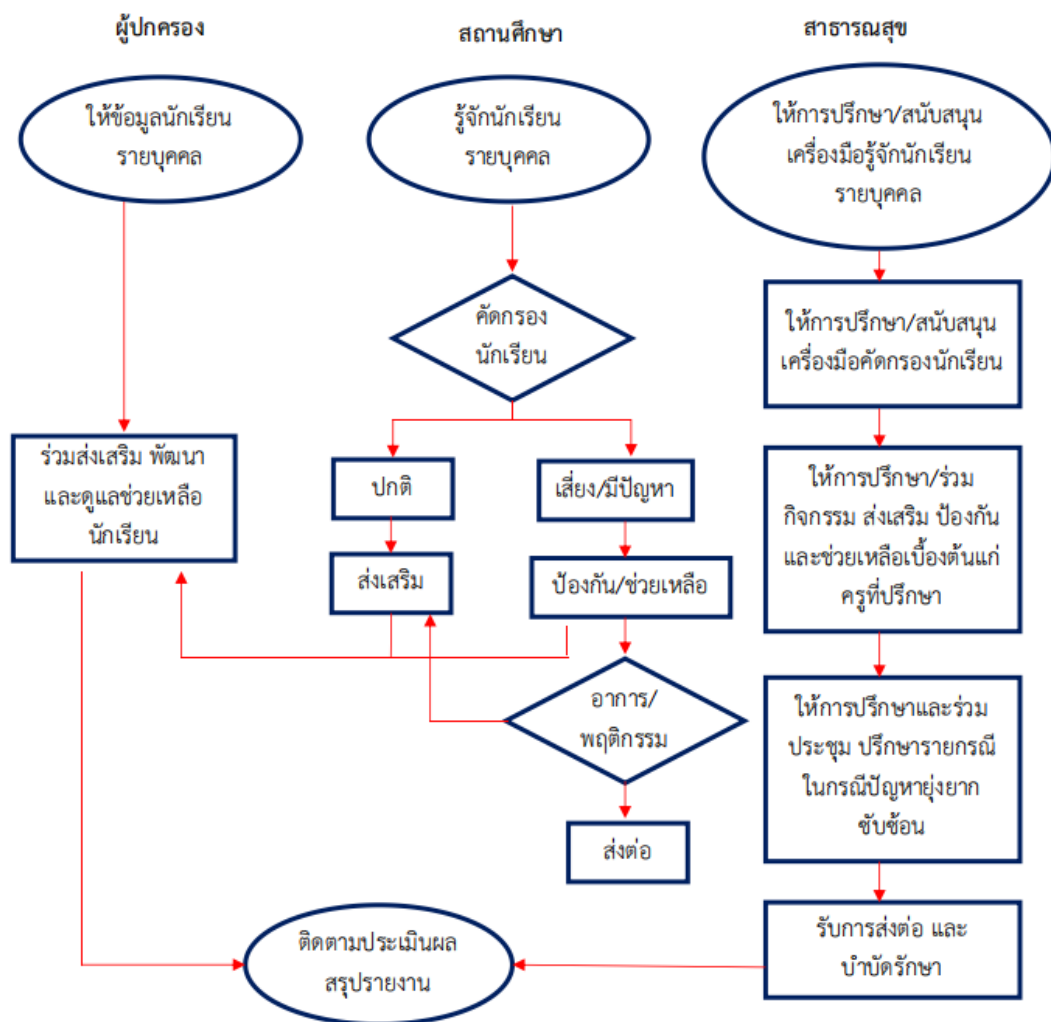 ผู้ปกครอง
สถานศึกษา
สาธารณสุข
ให้ข้อมูลนักเรียน
รายบุคคล
รู้จักนักเรียน
รายบุคคล
ให้การปรึกษา/สนับสนุน
เครื่องมือรู้จักนักเรียน
รายบุคคล
คัดกรอง
นักเรียน
ให้การปรึกษา/สนับสนุน
เครื่องมือคัดกรองนักเรียน
ร่วมส่งเสริม พัฒนา
และดูแลช่วยเหลือ
นักเรียน
ปกติ
เสี่ยง/มีปัญหา
ให้การปรึกษา/ร่วม
กิจกรรม ส่งเสริม ป้องกัน
และช่วยเหลือเบื้องต้นแก่
ครูที่ปรึกษา
ส่งเสริม
ป้องกัน/ช่วยเหลือ
อาการ/
พฤติกรรม
ให้การปรึกษาและร่วม
ประชุม ปรึกษารายกรณี
ในกรณีปัญหายุ่งยาก
ซับซ้อน
ส่งต่อ
ติดตามประเมินผล
สรุปรายงาน
รับการส่งต่อ และ
บำบัดรักษา